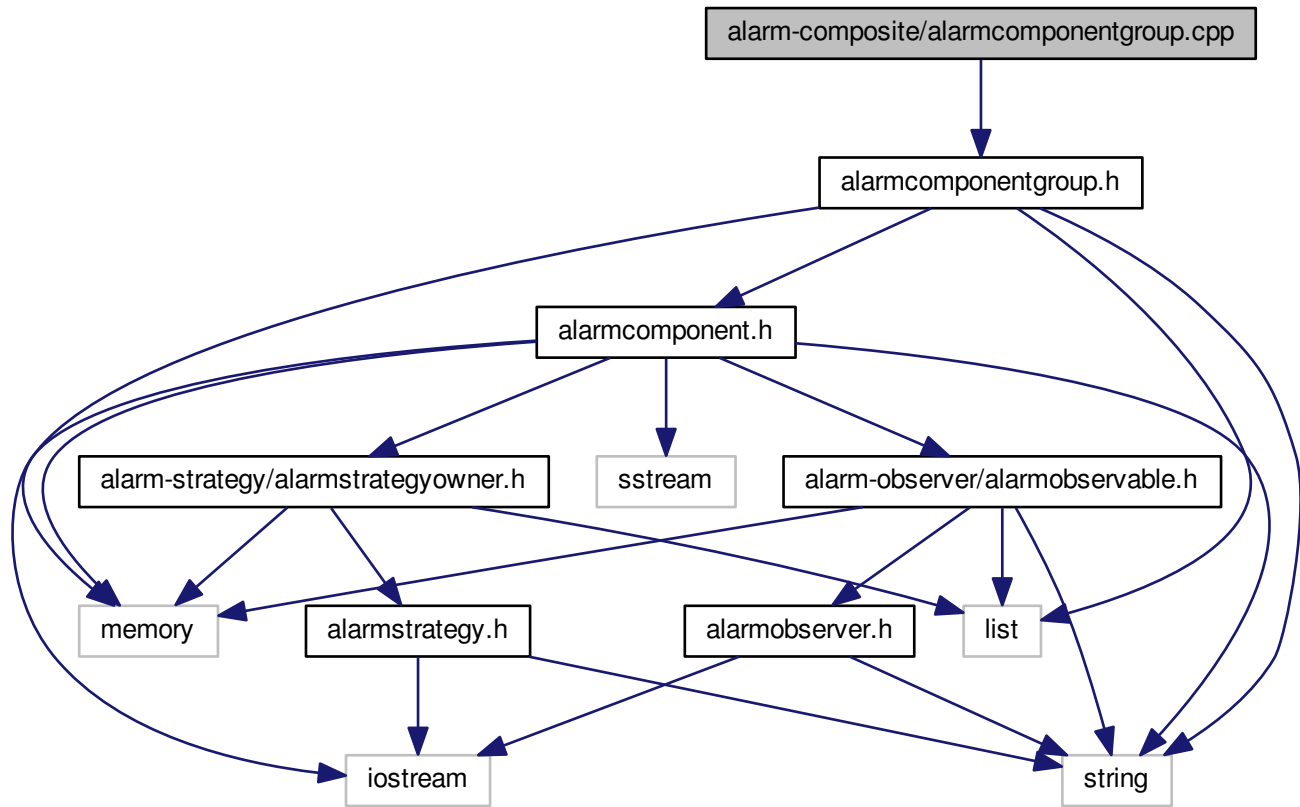 alarm-composite/alarmcomponentgroup.cpp
alarmcomponentgroup.h
alarmcomponent.h
alarm-strategy/alarmstrategyowner.h
sstream
alarm-observer/alarmobservable.h
memory
alarmstrategy.h
alarmobserver.h
list
iostream
string